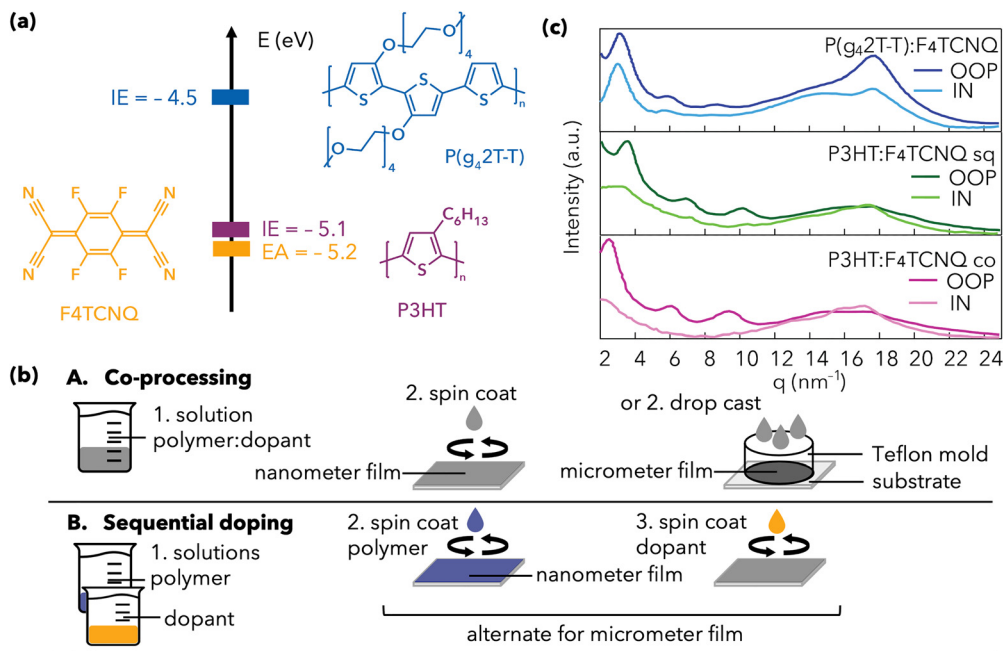 (a)
E (eV)
IE = – 4.5
O
O
4
S
S
S
n
O
O
4
P(g₄2T-T)
N
N
F
F
F
F
N
N
F4TCNQ
IE = – 5.1
EA = – 5.2
C₆H₁₃
S
n
P3HT
(c)
Intensity (a.u.)
P(g₄2T-T):F4TCNQ
OOP
IN
P3HT:F4TCNQ sq
OOP
IN
P3HT:F4TCNQ co
OOP
IN
2 4 6 8 10 12 14 16 18 20 22 24
q (nm⁻¹)
(b)
A. Co-processing
1. solution
polymer:dopant
2. spin coat
nanometer film
or 2. drop cast
micrometer film
Teflon mold
substrate
B. Sequential doping
1. solutions
polymer
dopant
2. spin coat
polymer
nanometer film
3. spin coat
dopant
alternate for micrometer film